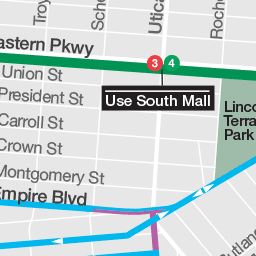 Troy
Scho
Utica
Roche
astern Pkwy
3 4
Union St
Use South Mall
President St
Linco
Terra
Park
Carroll St
Crown St
Montgomery St
Empire Blvd
Rutland